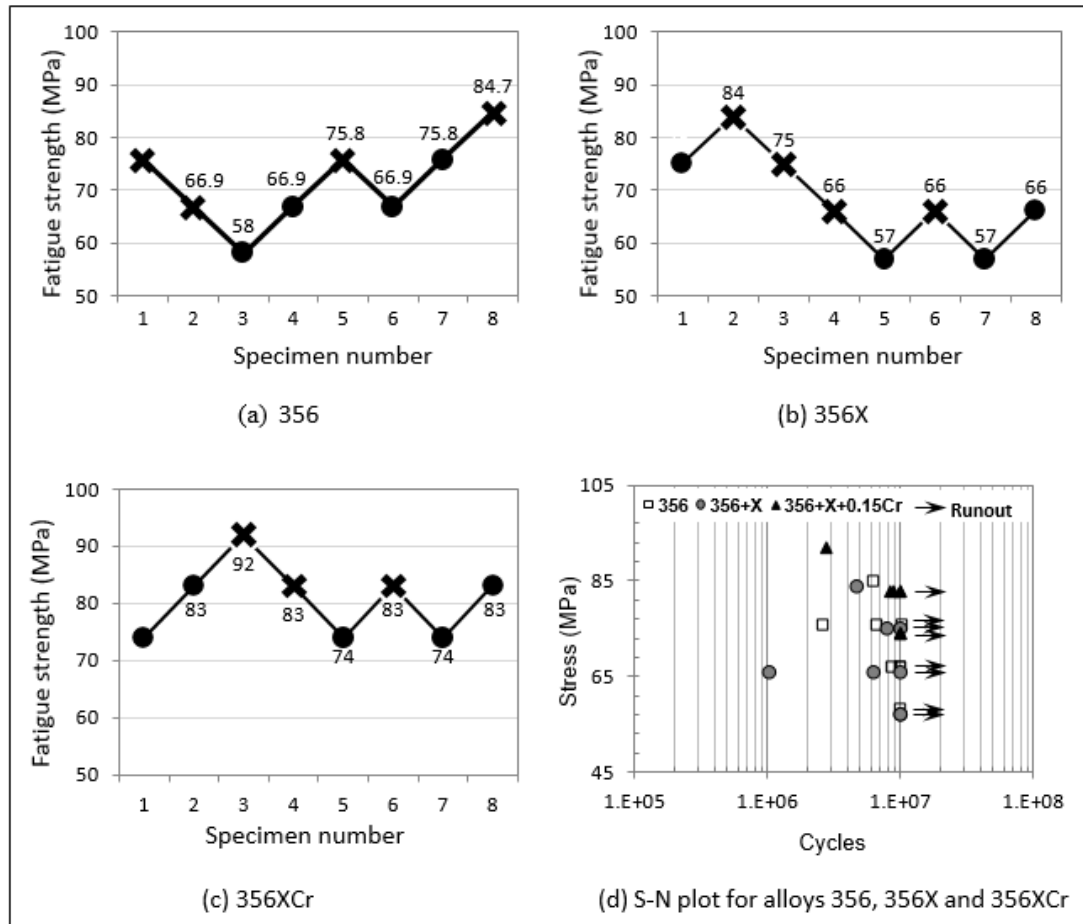 100
90
80
70
60
50
Fatigue strength (MPa)
66.9
58
66.9
75.8
66.9
75.8
84.7
1 2 3 4 5 6 7 8
Specimen number
(a) 356
100
90
80
70
60
50
Fatigue strength (MPa)
84
75
66
57
66
57
66
1 2 3 4 5 6 7 8
Specimen number
(b) 356X
100
90
80
70
60
50
Fatigue strength (MPa)
83
92
83
74
83
74
83
1 2 3 4 5 6 7 8
Specimen number
(c) 356XCr
105
85
65
45
Stress (MPa)
356 356+X 356+X+0.15Cr Runout
1.E+05 1.E+06 1.E+07 1.E+08
Cycles
(d) S-N plot for alloys 356, 356X and 356XCr